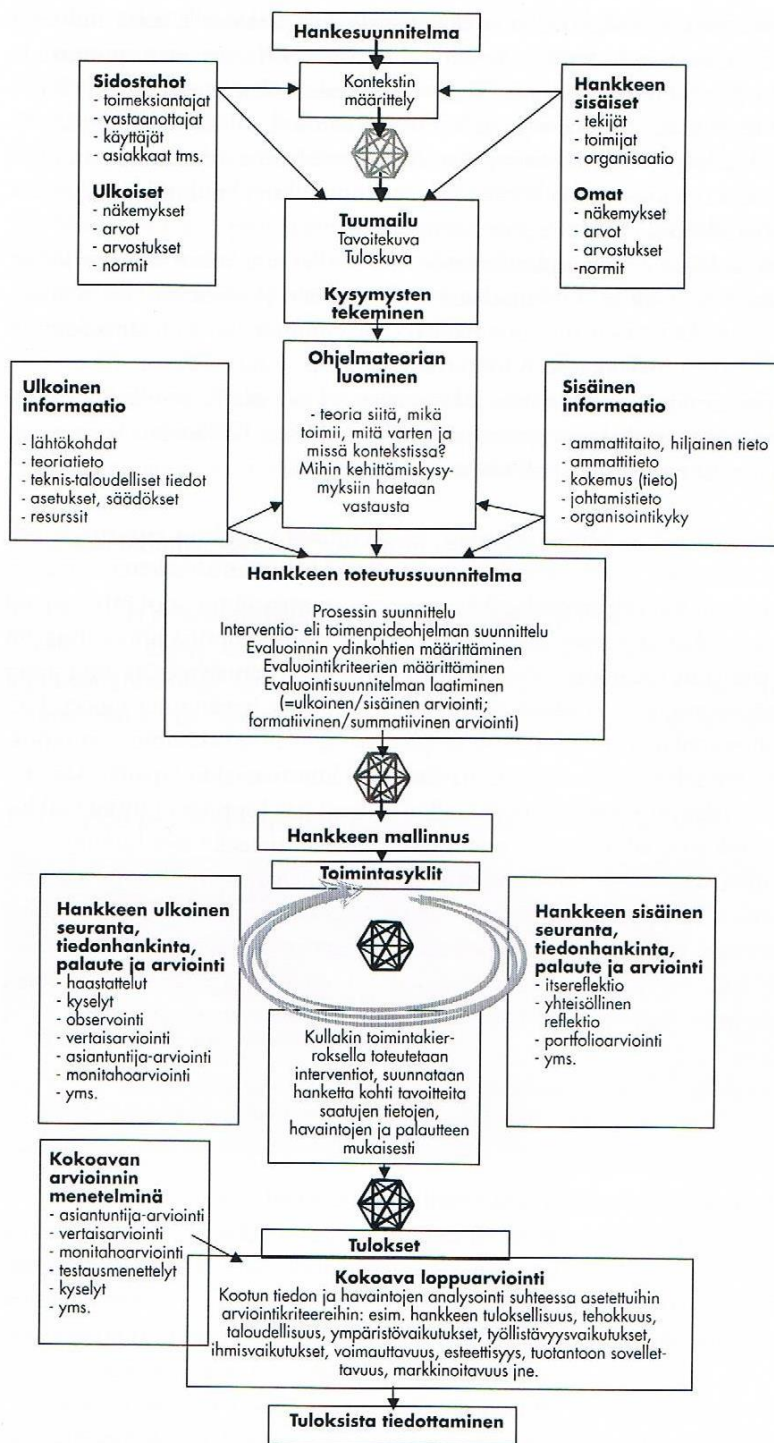 Hankesuunnitelma
Kontekstin
määrittely
Sidostahot
- toimeksiantajat
- vastaanottajat
- käyttäjät
- asiakkaat tms.
Ulkoiset
- näkemykset
- arvot
- arvostukset
- normit
Hankkeen
sisäiset
- tekijät
- toimijat
- organisaatio
Omat
- näkemykset
- arvot
- arvostukset
-normit
Tuumailu
Tavoitekuva
Tuloskuva
Kysymysten
tekeminen
Ohjelmateorian
luominen
- teoria siitä, mikä
toimii, mitä varten ja
missä kontekstissa?
Mihin kehittämiskysy-
myksiin haetaan
vastausta
Ulkoinen
informaatio
- lähtökohdat
- teoriatieto
- teknis-taloudelliset tiedot
- asetukset, säädökset
- resurssit
Sisäinen
informaatio
- ammattitaito, hiljainen tieto
- ammattitieto
- kokemus (tieto)
- johtamistieto
- organisointikyky
Hankkeen toteutussuunnitelma
Prosessin suunnittelu
Interventio- eli toimenpideohjelman suunnittelu
Evaluoinnin ydinkohtien määrittäminen
Evaluointikriteerien määrittäminen
Evaluointisuunnitelman laatiminen
(=ulkoinen/sisäinen arviointi;
formatiivinen/summatiivinen arviointi)
Hankkeen mallinnus
Toimintasyklit
Hankkeen ulkoinen
seuranta,
tiedonhankinta,
palaute ja arviointi
- haastattelut
- kyselyt
- observointi
- vertaisarviointi
- asiantuntija-arviointi
- monitahoarviointi
- yms.
Hankkeen sisäinen
seuranta,
tiedonhankinta,
palaute ja arviointi
- itsereflektio
- yhteisöllinen
reflektio
- portfolioarviointi
- yms.
Kullakin toimintakier-
roksella toteutetaan
interventiot, suunnataan
hanketta kohti tavoitteita
saatujen tietojen,
havaintojen ja palautteen
mukaisesti
Kokoavan
arvioinnin
menetelminä
- asiantuntija-arviointi
- vertaisarviointi
- monitahoarviointi
- testausmenettelyt
- kyselyt
- yms.
Tulokset
Kokoava loppuarviointi
Kootun tiedon ja havaintojen analysointi suhteessa asetettuihin
arviointikriteereihin: esim. hankkeen tuloksellisuus, tehokkuus,
taloudellisuus, ympäristövaikutukset, työllistävyysvaikutukset,
ihmisvaikutukset, voimauttavuus, esteettisyys, tuotantoon sovellet-
tavuus, markkinoitavuus jne.
Tuloksista tiedottaminen